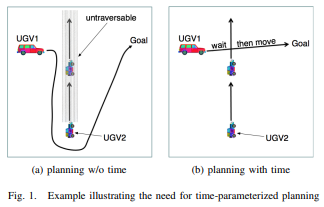 untraversable
UGV1
Goal
UGV2
(a) planning w/o time
UGV1
wait then move
Goal
UGV2
(b) planning with time
Fig. 1. Example illustrating the need for time-parameterized planning